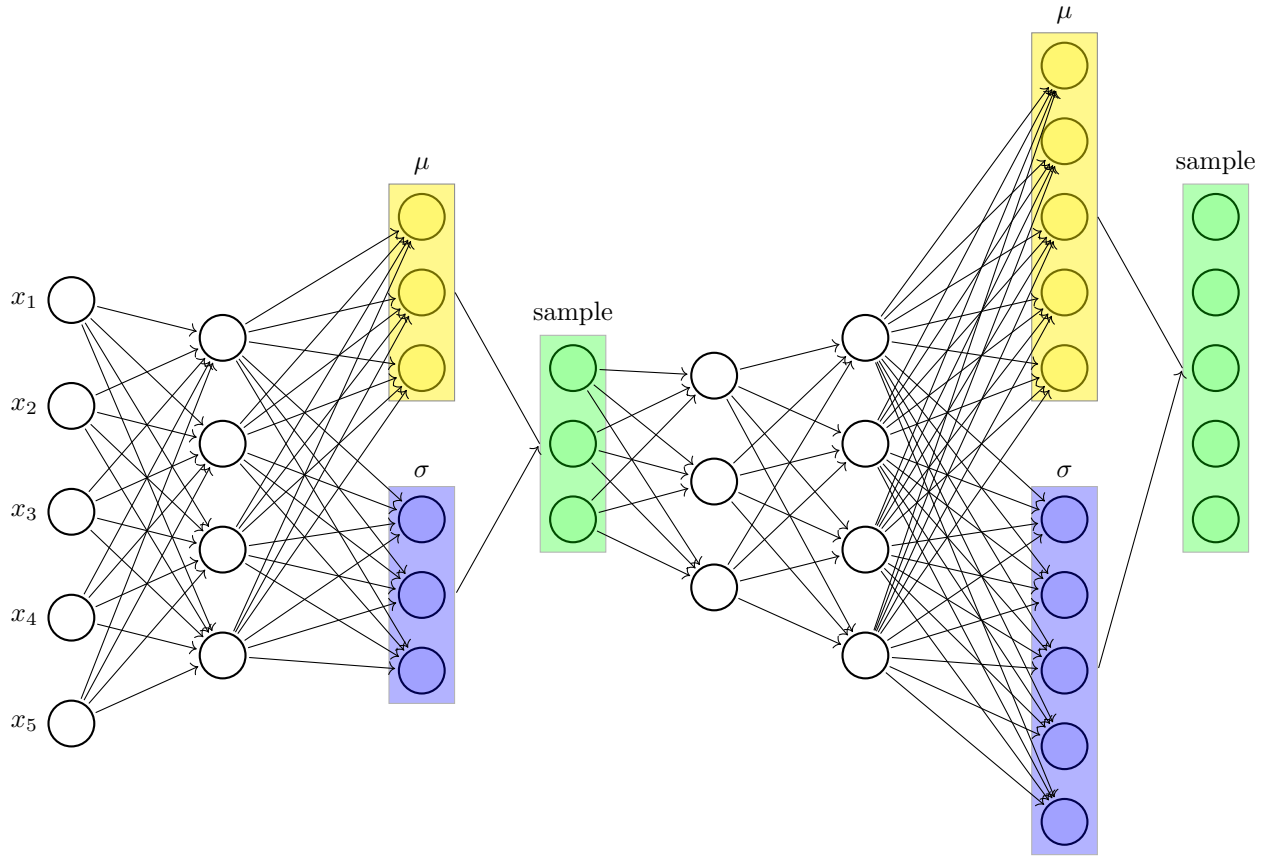 μ
μ
sample
x₁
sample
x₂
σ
σ
x₃
x₄
x₅